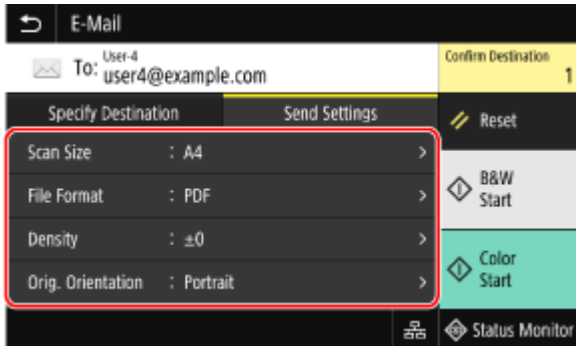 E-Mail
To: User-4
user4@example.com
Confirm Destination
1
Specify Destination
Send Settings
Reset
Scan Size : A4
File Format : PDF
Density : ±0
Orig. Orientation : Portrait
B&W
Start
Color
Start
Status Monitor